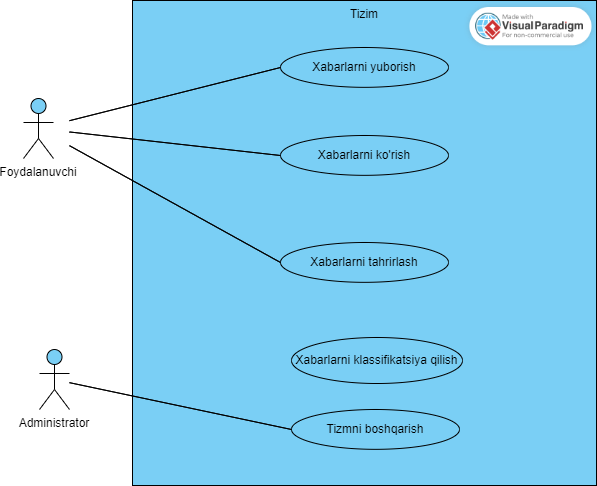 Tizim
Made with
Visual Paradigm
For non-commercial use
Xabarlarni yuborish
Xabarlarni ko'rish
Foydalanuvchi
Xabarlarni tahrirlash
Xabarlarni klassifikatsiya qilish
Administrator
Tizmni boshqarish